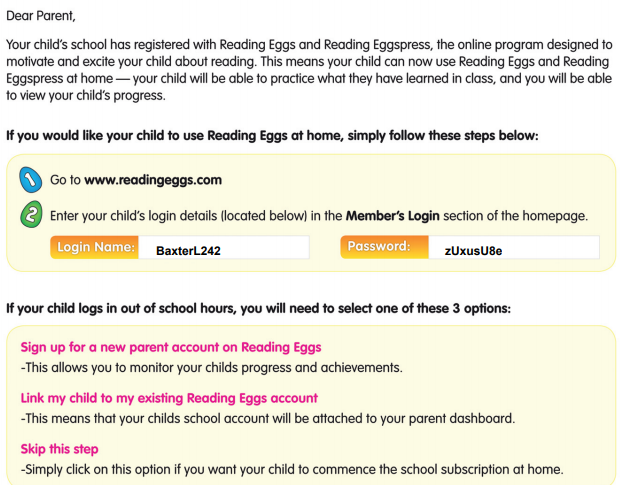 Dear Parent,
Your child's school has registered with Reading Eggs and Reading Eggspress, the online program designed to
motivate and excite your child about reading. This means your child can now use Reading Eggs and Reading
Eggspress at home — your child will be able to practice what they have learned in class, and you will be able
to view your child's progress.
If you would like your child to use Reading Eggs at home, simply follow these steps below:
1 Go to www.readingeggs.com
2 Enter your child's login details (located below) in the Member's Login section of the homepage.
Login Name: BaxterL242 Password: zUxusU8e
If your child logs in out of school hours, you will need to select one of these 3 options:
Sign up for a new parent account on Reading Eggs
-This allows you to monitor your childs progress and achievements.
Link my child to my existing Reading Eggs account
-This means that your childs school account will be attached to your parent dashboard.
Skip this step
-Simply click on this option if you want your child to commence the school subscription at home.